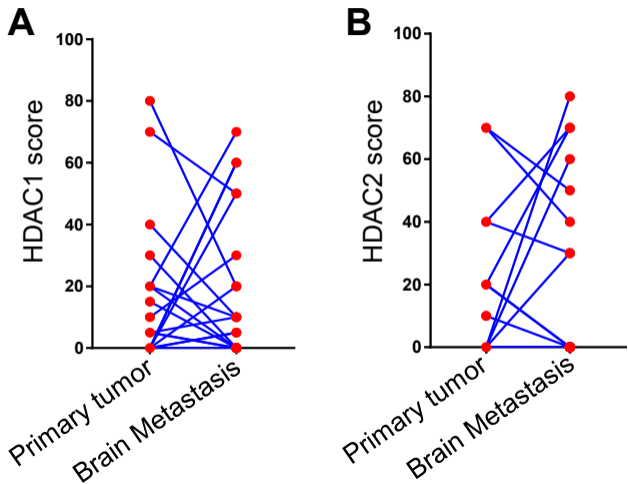 A
HDAC1 score
100
80
60
40
20
0
Primary tumor
Brain Metastasis
B
HDAC2 score
100
80
60
40
20
0
Primary tumor
Brain Metastasis